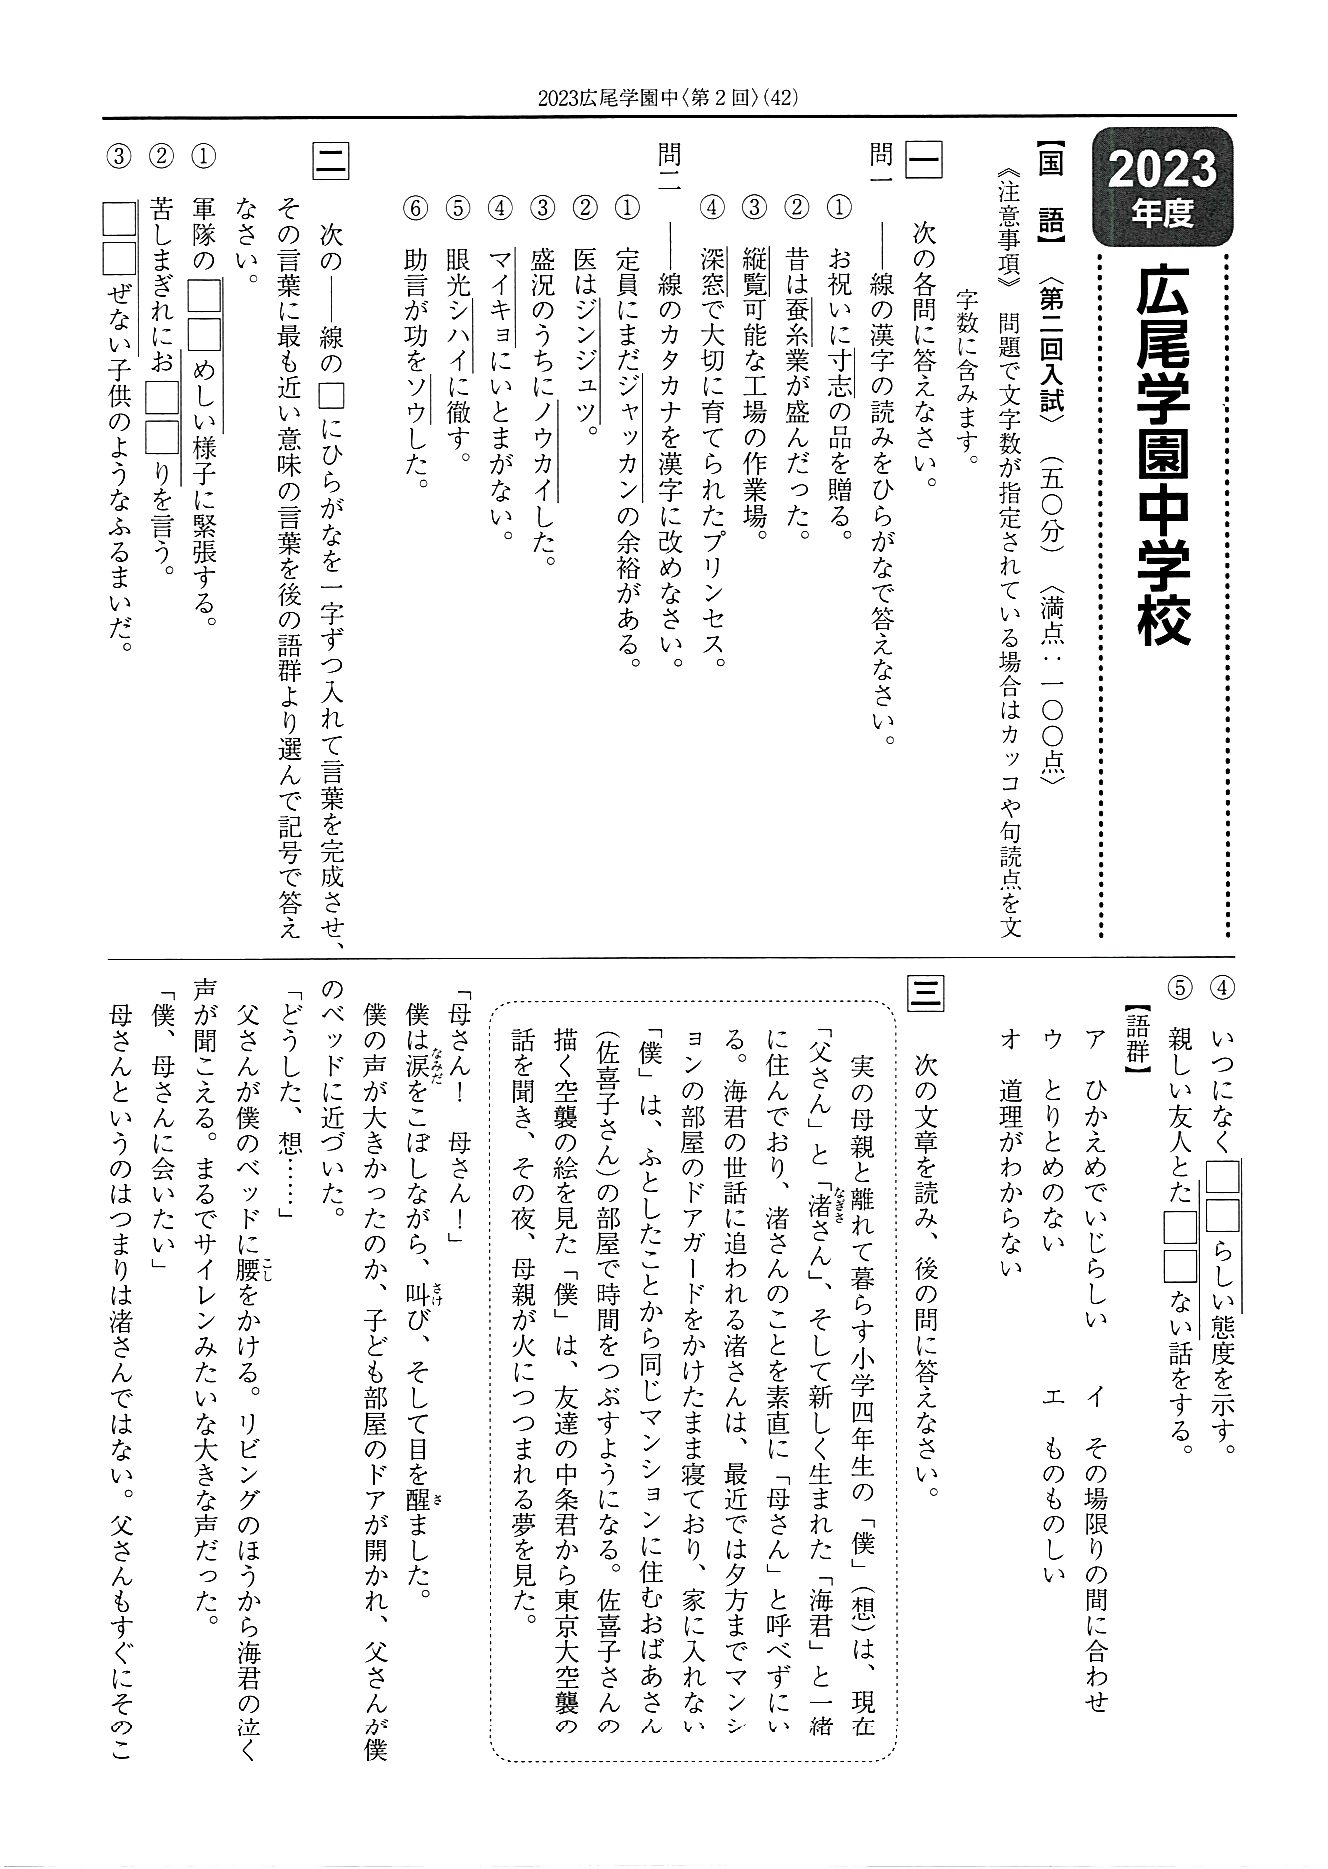 2023広尾学園中〈第2回〉(42)
2023
年度
広尾学園中学校
【国 語】 〈第二回入試〉 (五〇分) 〈満点:一〇〇点〉
《注意事項》 問題で文字数が指定されている場合はカッコや句読点を文
字数に含みます。
一 次の各問に答えなさい。
問一 ――線の漢字の読みをひらがなで答えなさい。
① お祝いに寸志の品を贈る。
② 昔は蚕糸業が盛んだった。
③ 縦覧可能な工場の作業場。
④ 深窓で大切に育てられたプリンセス。
問二 ――線のカタカナを漢字に改めなさい。
① 定員にまだジャッカンの余裕がある。
② 医はジンジュツ。
③ 盛況のうちにノウカイした。
④ マイキョにいとまがない。
⑤ 眼光シハイに徹す。
⑥ 助言が功をソウした。
二 次の――線の□にひらがなを一字ずつ入れて言葉を完成させ、
その言葉に最も近い意味の言葉を後の語群より選んで記号で答え
なさい。
① 軍隊の□□めしい様子に緊張する。
② 苦しまぎれにお□□りを言う。
③ □□ぜない子供のようなふるまいだ。
④ いつになく□□らしい態度を示す。
⑤ 親しい友人とた□□ない話をする。
【語群】
ア ひかえめでいじらしい イ その場限りの間に合わせ
ウ とりとめのない エ ものものしい
オ 道理がわからない
三 次の文章を読み、後の問に答えなさい。
実の母親と離れて暮らす小学四年生の「僕」(想)は、現在
「父さん」と「渚さん」、そして新しく生まれた「海君」と一緒
なぎさ
に住んでおり、渚さんのことを素直に「母さん」と呼べずにい
る。海君の世話に追われる渚さんは、最近では夕方までマンシ
ョンの部屋のドアガードをかけたまま寝ており、家に入れない
「僕」は、ふとしたことから同じマンションに住むおばあさん
(佐喜子さん)の部屋で時間をつぶすようになる。佐喜子さんの
描く空襲の絵を見た「僕」は、友達の中条君から東京大空襲の
話を聞き、その夜、母親が火につつまれる夢を見た。
「母さん! 母さん!」
僕は涙をこぼしながら、叫び、そして目を醒ました。
なみだ さけ さ
僕の声が大きかったのか、子ども部屋のドアが開かれ、父さんが僕
のベッドに近づいた。
「どうした、想……」
父さんが僕のベッドに腰をかける。リビングのほうから海君の泣く
こし
声が聞こえる。まるでサイレンみたいな大きな声だった。
「僕、母さんに会いたい」
母さんというのはつまりは渚さんではない。父さんもすぐにそのこ